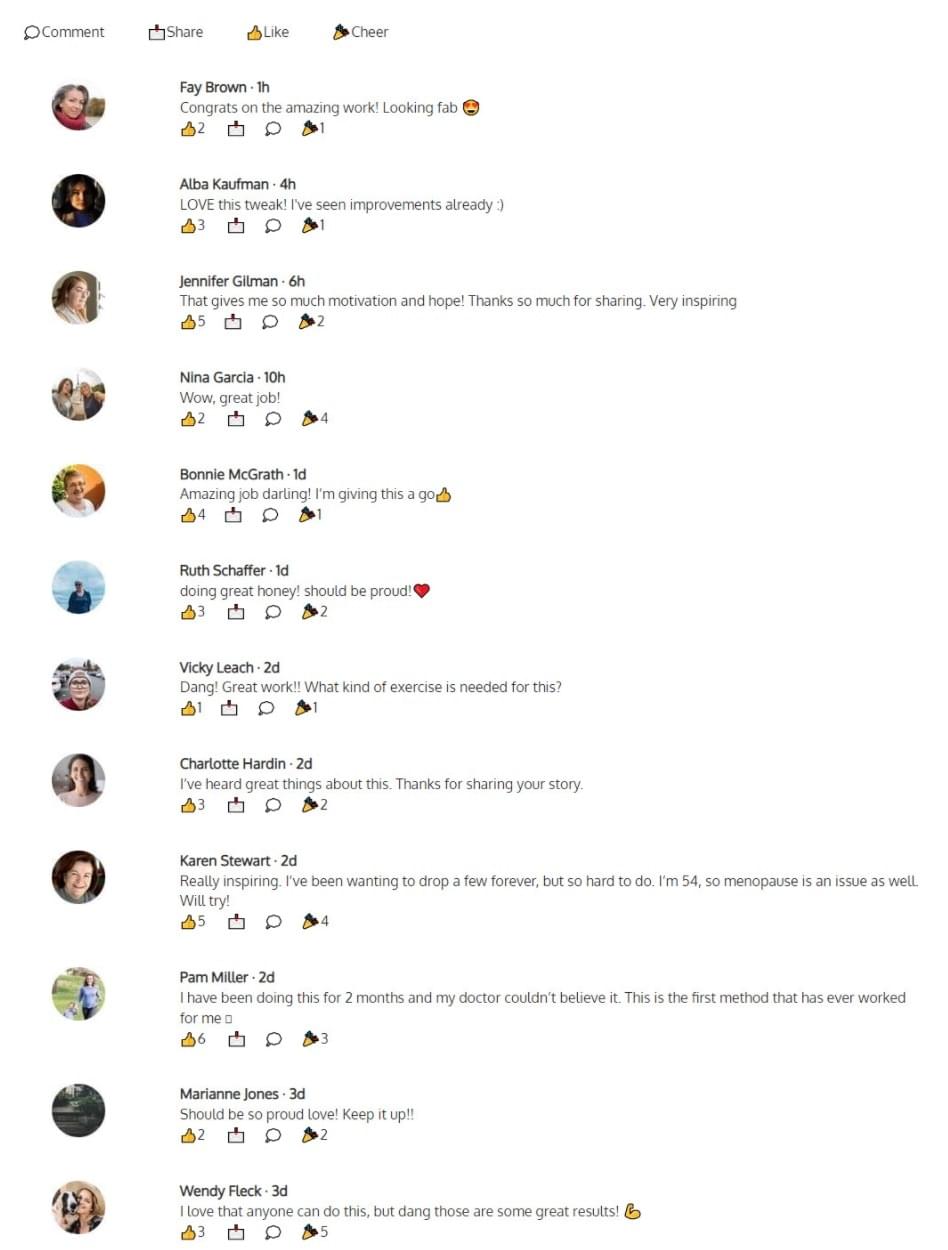 Comment Share Like Cheer
Fay Brown · 1h
Congrats on the amazing work! Looking fab 😍
👍2 1
Alba Kaufman · 4h
LOVE this tweak! I've seen improvements already :)
👍3 1
Jennifer Gilman · 6h
That gives me so much motivation and hope! Thanks so much for sharing. Very inspiring
👍5 2
Nina Garcia · 10h
Wow, great job!
👍2 4
Bonnie McGrath · 1d
Amazing job darling! I'm giving this a go👍
👍4 1
Ruth Schaffer · 1d
doing great honey! should be proud!❤️
👍3 2
Vicky Leach · 2d
Dang! Great work!! What kind of exercise is needed for this?
👍1 1
Charlotte Hardin · 2d
I've heard great things about this. Thanks for sharing your story.
👍3 2
Karen Stewart · 2d
Really inspiring. I've been wanting to drop a few forever, but so hard to do. I'm 54, so menopause is an issue as well.
Will try!
👍5 4
Pam Miller · 2d
I have been doing this for 2 months and my doctor couldn't believe it. This is the first method that has ever worked
for me
👍6 3
Marianne Jones · 3d
Should be so proud love! Keep it up!!
👍2 2
Wendy Fleck · 3d
I love that anyone can do this, but dang those are some great results! 💪
👍3 5